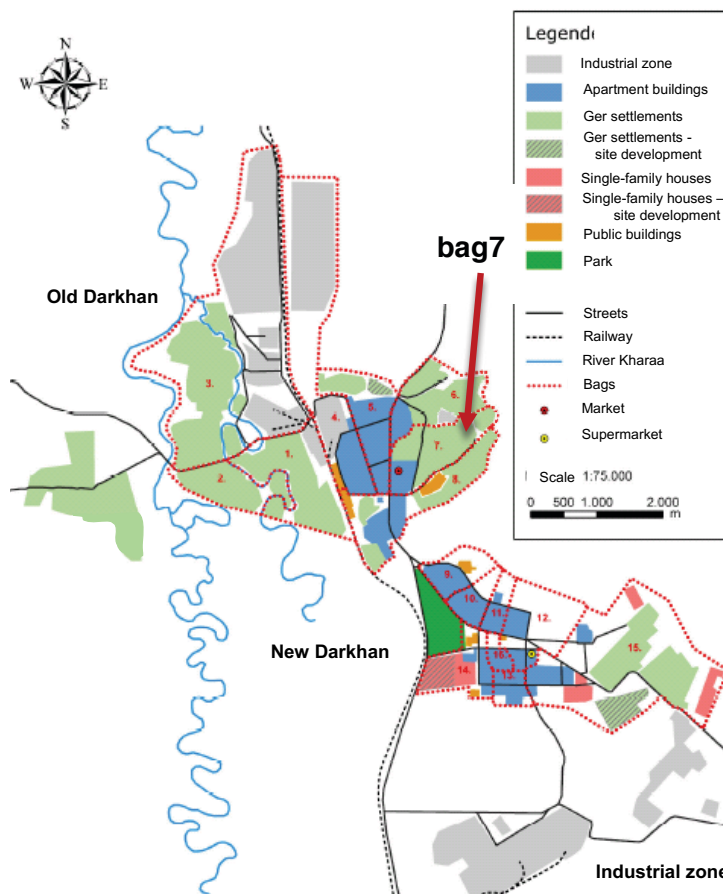 Legende
Industrial zone
Apartment buildings
Ger settlements
Ger settlements -
site development
Single-family houses
Single-family houses –
site development
Public buildings
Park
Streets
Railway
River Kharaa
Bags
Market
Supermarket
Scale 1:75.000
0 500 1.000 2.000
m
N
W E
S
bag7
Old Darkhan
3.
4.
5.
6.
7.
1.
2.
8.
New Darkhan
9.
10.
11.
12.
15.
16.
14.
13.
Industrial zone